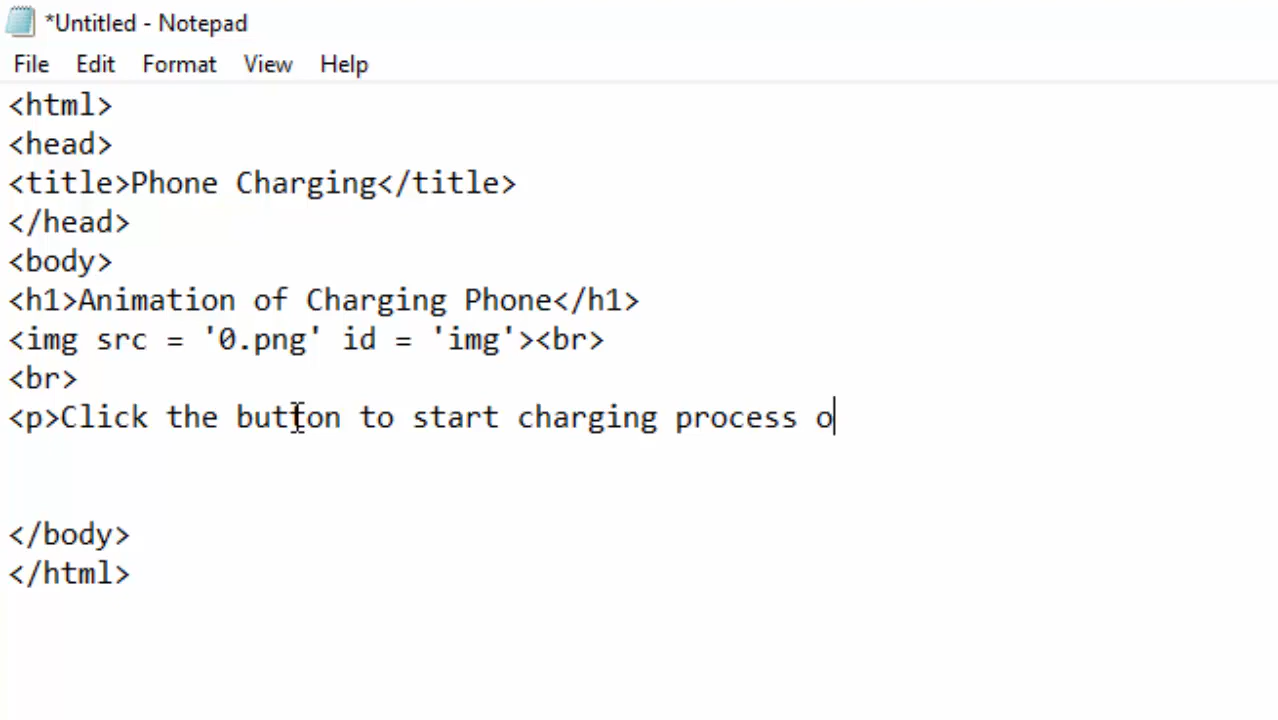 *Untitled - Notepad
File Edit Format View Help
<html>
<head>
<title>Phone Charging</title>
</head>
<body>
<h1>Animation of Charging Phone</h1>
<img src = '0.png' id = 'img'><br>
<br>
<p>Click the button to start charging process o
</body>
</html>